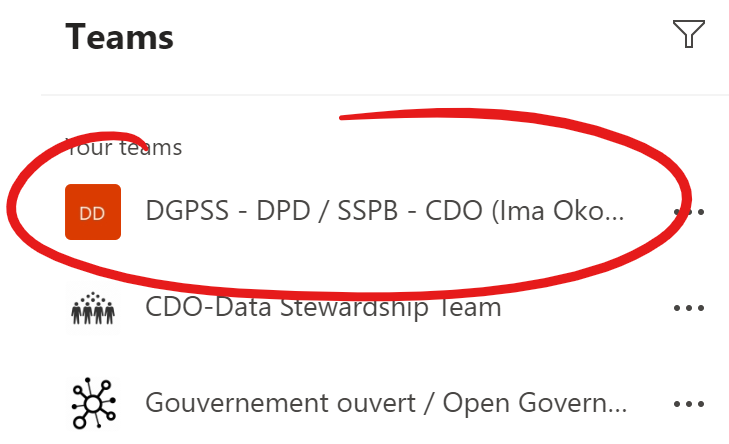 Teams
Your teams
DD
DGPSS - DPD / SSPB - CDO (Ima Oko...
CDO-Data Stewardship Team
Gouvernement ouvert / Open Govern...